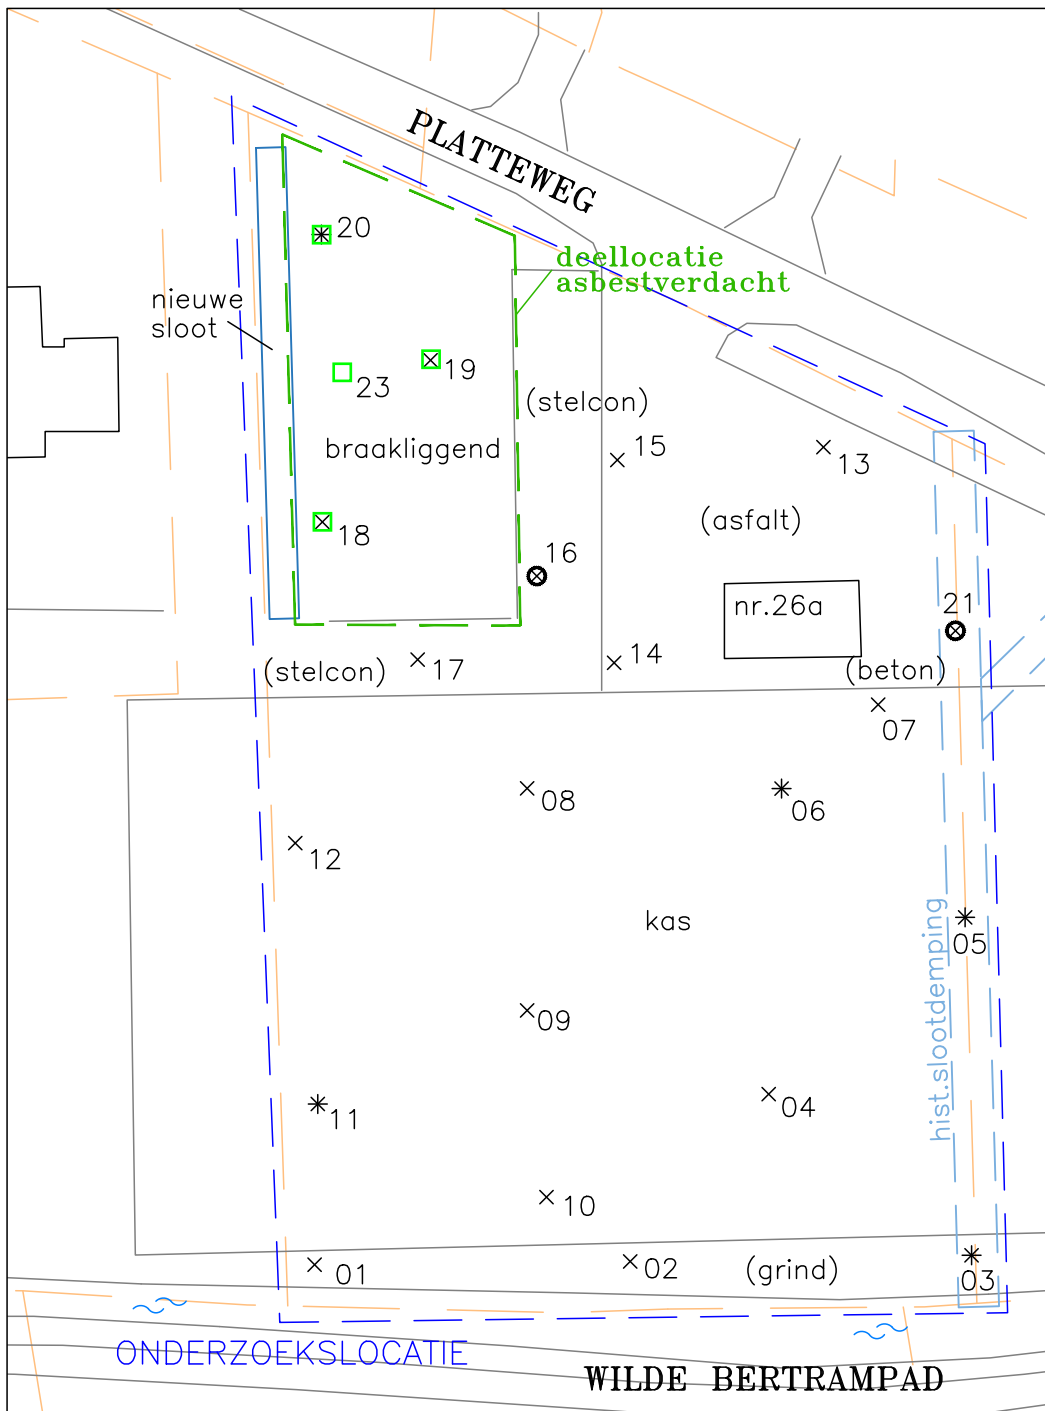 PLATTEWEG
20
deellocatie
asbestverdacht
nieuwe
sloot
19
23
(stelcon)
braakliggend
15
13
18
(asfalt)
16
nr.26a
21
14
17
(stelcon)
(beton)
07
08
06
12
kas
05
hist.slootdemping
09
04
11
10
01
02
(grind)
03
ONDERZOEKSLOCATIE
WILDE BERTRAMPAD